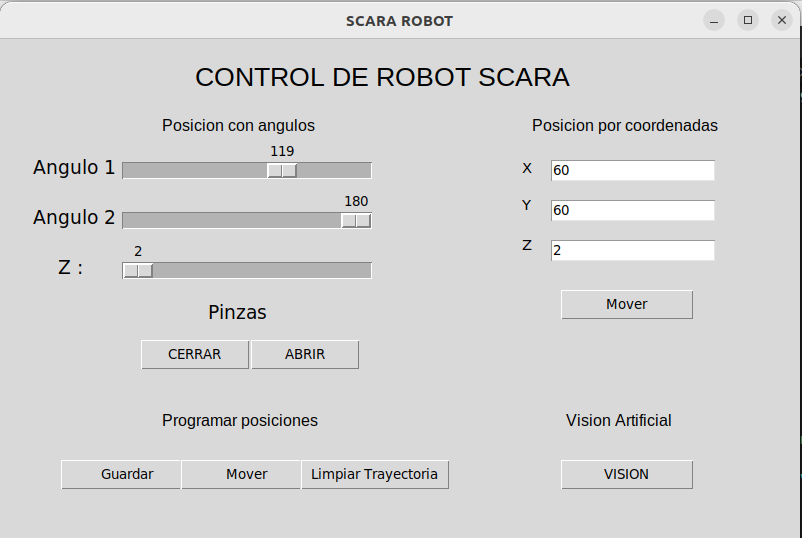 SCARA ROBOT
CONTROL DE ROBOT SCARA
Posicion con angulos
119
Angulo 1
180
Angulo 2
2
Z :
Pinzas
CERRAR ABRIR
Posicion por coordenadas
X 60
Y 60
Z 2
Mover
Programar posiciones
Guardar Mover Limpiar Trayectoria
Vision Artificial
VISION